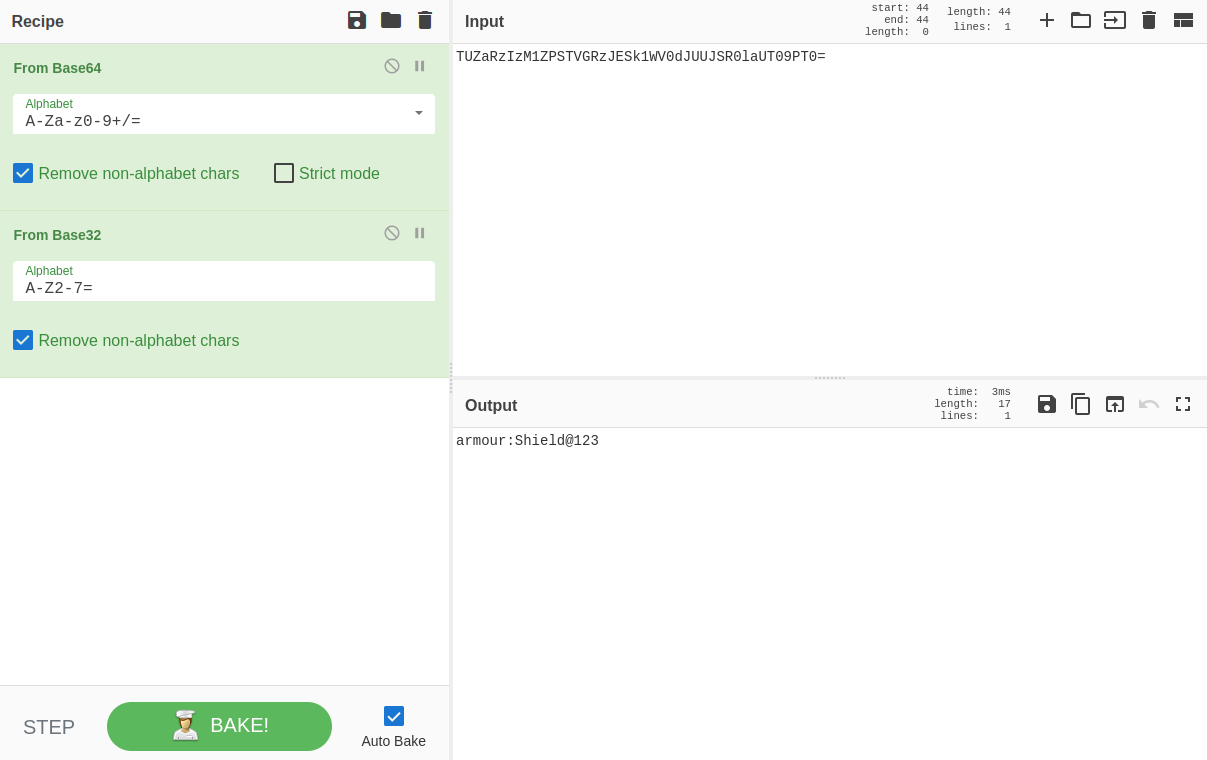 Recipe
From Base64
Alphabet
A-Za-z0-9+/=
Remove non-alphabet chars
Strict mode
From Base32
Alphabet
A-Z2-7=
Remove non-alphabet chars
STEP
BAKE!
Auto Bake
Input
start: 44
end: 44
length: 0
length: 44
lines: 1
TUZaRzIzM1ZPSTVGRzJESk1WV0dJUUJSR0laUT09PT0=
Output
time: 3ms
length: 17
lines: 1
armour:Shield@123